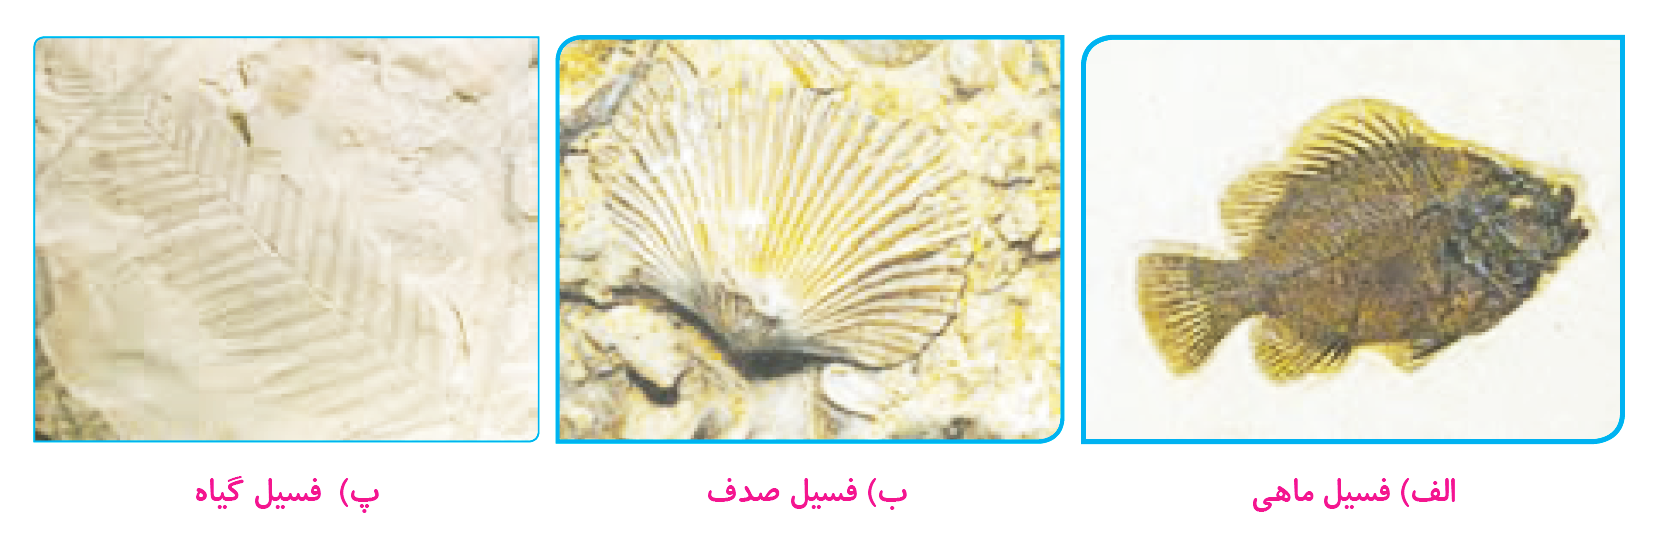 الف) فسیل ماهی
ب) فسیل صدف
پ) فسیل گیاه